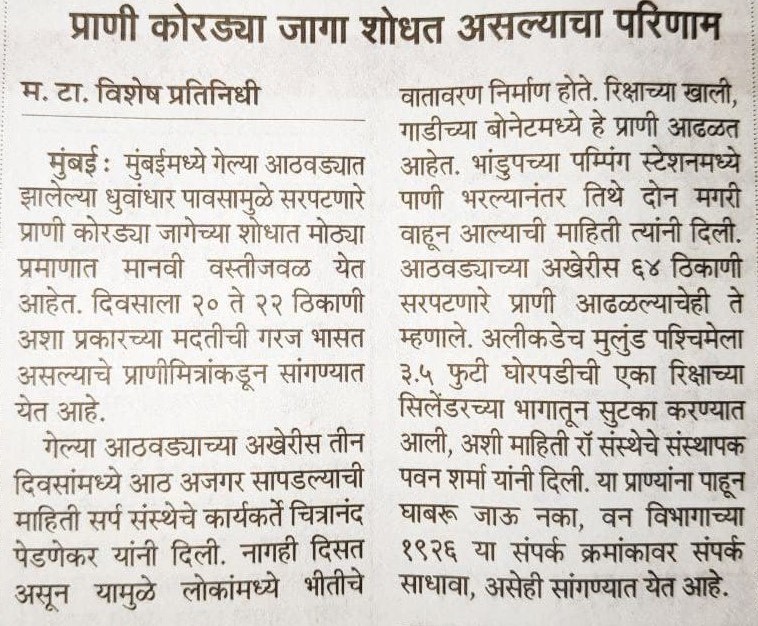 प्राणी कोरड्या जागा शोधत असल्याचा परिणाम
म. टा. विशेष प्रतिनिधी
मुंबई : मुंबईमध्ये गेल्या आठवड्यात
झालेल्या धुवांधार पावसामुळे सरपटणारे
प्राणी कोरड्या जागेच्या शोधात मोठ्या
प्रमाणात मानवी वस्तीजवळ येत
आहेत. दिवसाला २० ते २२ ठिकाणी
अशा प्रकारच्या मदतीची गरज भासत
असल्याचे प्राणीमित्रांकडून सांगण्यात
येत आहे.
गेल्या आठवड्याच्या अखेरीस तीन
दिवसांमध्ये आठ अजगर सापडल्याची
माहिती सर्प संस्थेचे कार्यकर्ते चित्रानंद
पेडणेकर यांनी दिली. नागही दिसत
असून यामुळे लोकांमध्ये भीतीचे
वातावरण निर्माण होते. रिक्षाच्या खाली,
गाडीच्या बोनेटमध्ये हे प्राणी आढळत
आहेत. भांडुपच्या पम्पिंग स्टेशनमध्ये
पाणी भरल्यानंतर तिथे दोन मगरी
वाहून आल्याची माहिती त्यांनी दिली.
आठवड्याच्या अखेरीस ६४ ठिकाणी
सरपटणारे प्राणी आढळल्याचेही ते
म्हणाले. अलीकडेच मुलुंड पश्चिमेला
३.५ फुटी घोरपडीची एका रिक्षाच्या
सिलेंडरच्या भागातून सुटका करण्यात
आली, अशी माहिती रॉ संस्थेचे संस्थापक
पवन शर्मा यांनी दिली. या प्राण्यांना पाहून
घाबरू जाऊ नका, वन विभागाच्या
१९२६ या संपर्क क्रमांकावर संपर्क
साधावा, असेही सांगण्यात येत आहे.